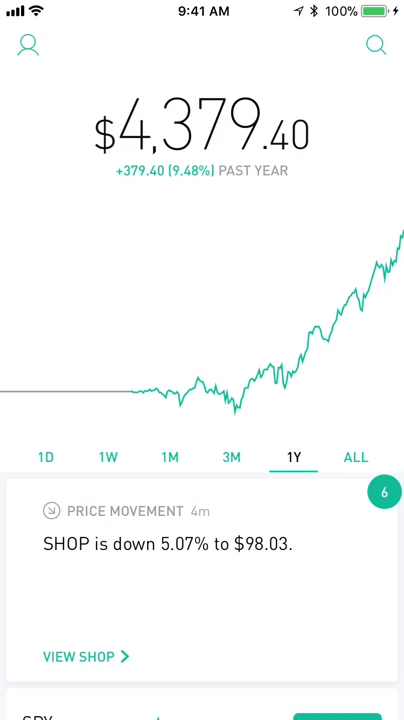 9:41 AM 100%
$4,379.40
+379.40 (9.48%) PAST YEAR
1D 1W 1M 3M 1Y ALL
6
PRICE MOVEMENT 4m
SHOP is down 5.07% to $98.03.
VIEW SHOP
SPY